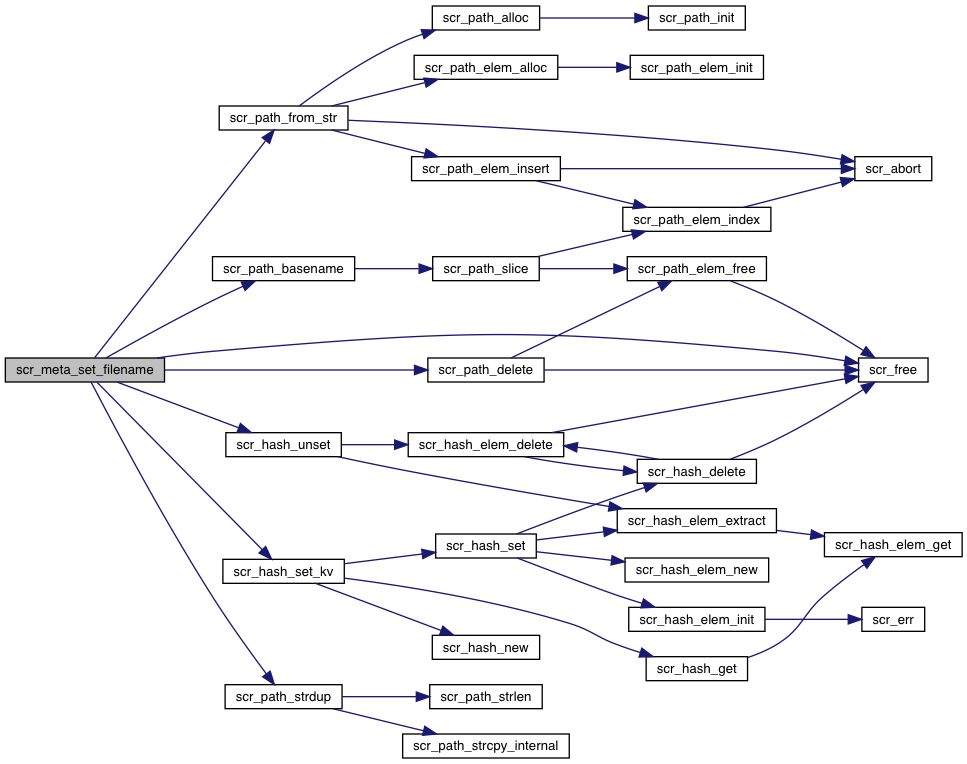 scr_path_alloc
scr_path_init
scr_path_elem_alloc
scr_path_elem_init
scr_path_from_str
scr_path_elem_insert
scr_abort
scr_path_elem_index
scr_path_basename
scr_path_slice
scr_path_elem_free
scr_meta_set_filename
scr_path_delete
scr_free
scr_hash_unset
scr_hash_elem_delete
scr_hash_delete
scr_hash_elem_extract
scr_hash_set
scr_hash_elem_get
scr_hash_set_kv
scr_hash_elem_new
scr_hash_elem_init
scr_err
scr_hash_new
scr_hash_get
scr_path_strdup
scr_path_strlen
scr_path_strcpy_internal